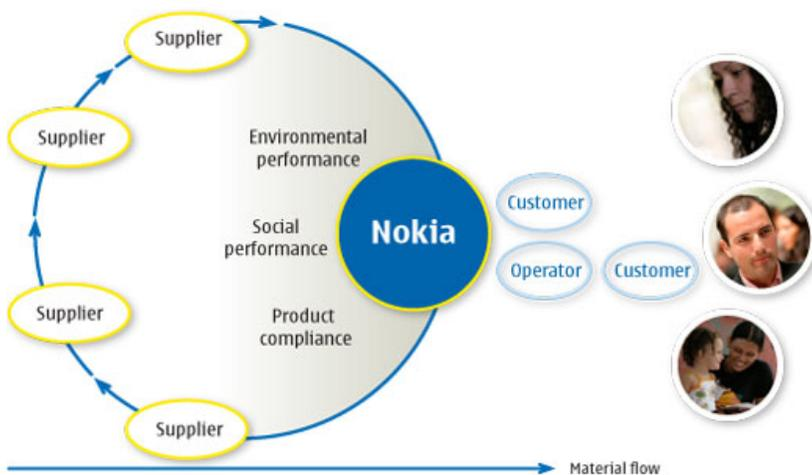 Supplier
Supplier
Environmental
performance
Social
performance
Nokia
Customer
Operator
Customer
Supplier
Product
compliance
Supplier
Material flow